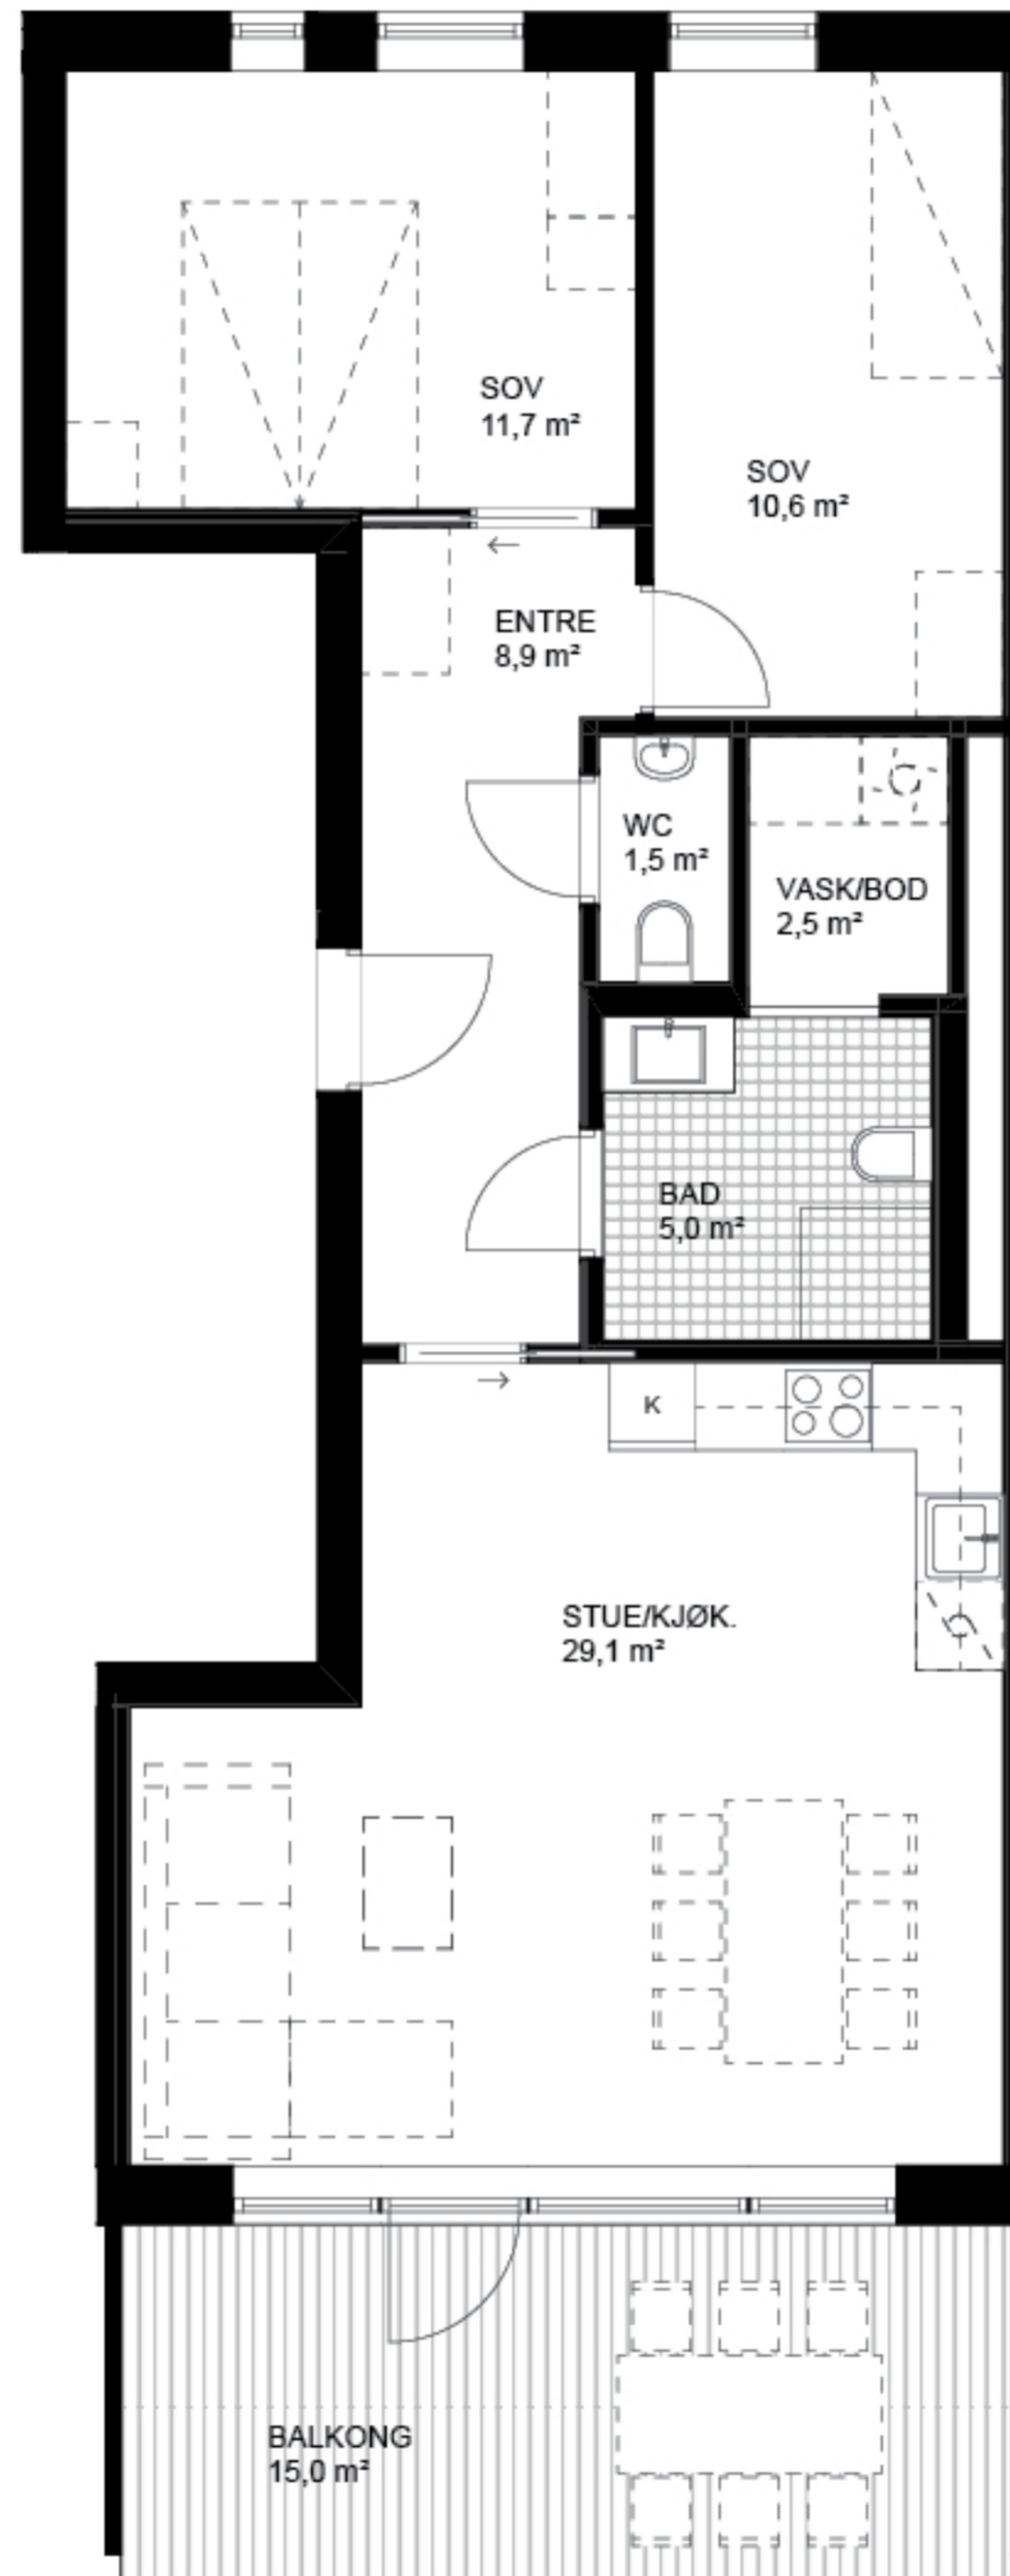 SOV
11,7 m²
SOV
10,6 m²
ENTRE
8,9 m²
WC
1,5 m²
VASK/BOD
2,5 m²
BAD
5,0 m²
K
STUE/KJØK.
29,1 m²
BALKONG
15,0 m²